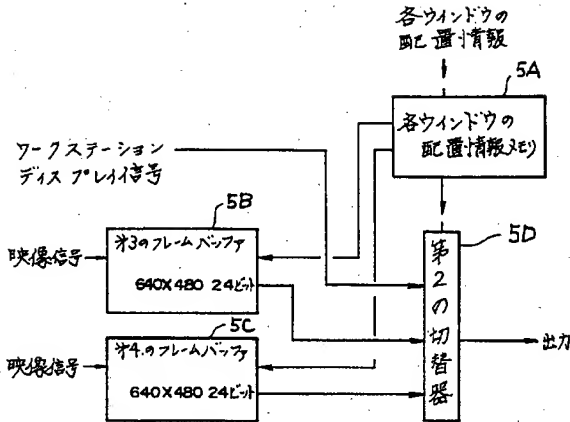 各ウインドウの
配置情報
5A
各ウインドウの
配置情報メモリ
ワークステーション
ディスプレイ信号
5B
映像信号
第3のフレームバッファ
640X480 24ビット
5C
映像信号
第4のフレームバッファ
640X480 24ビット
5D
第2の切替器
出力